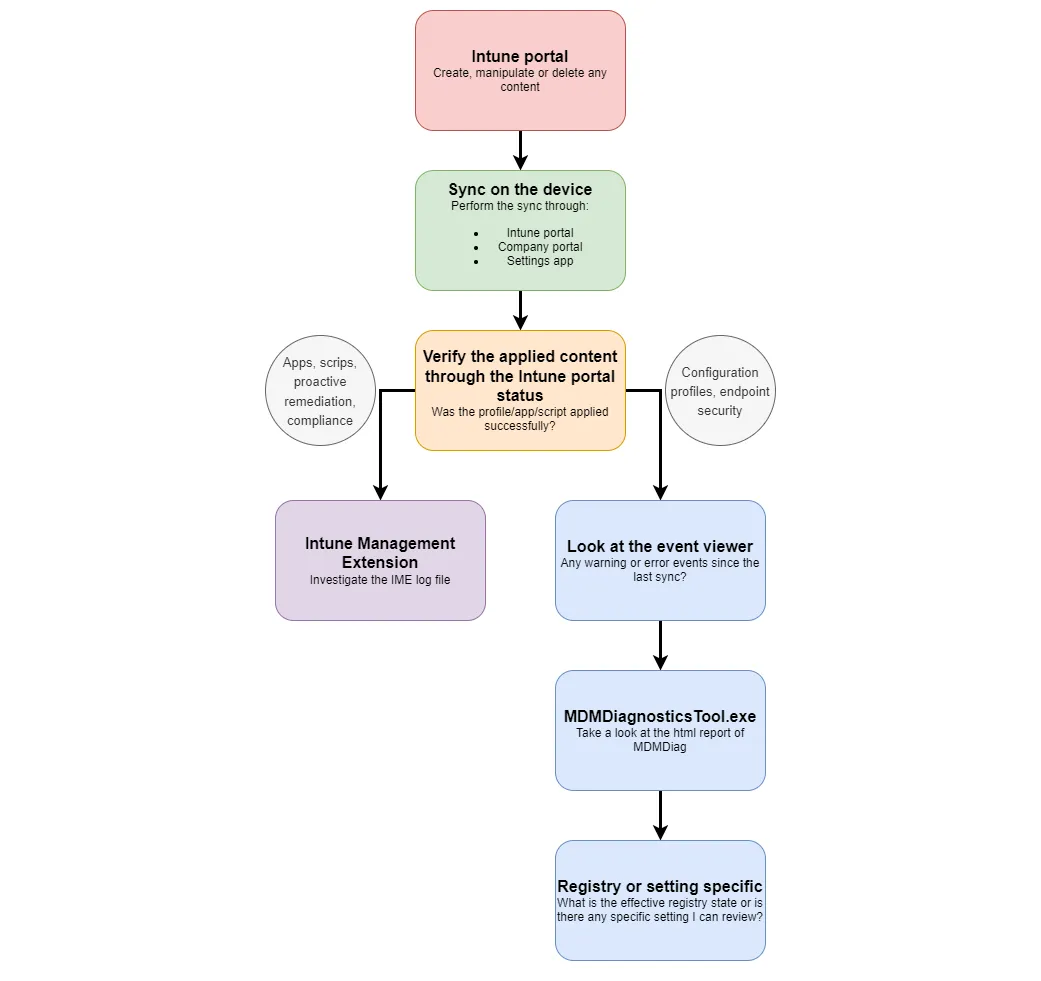 Intune portal
Create, manipulate or delete any
content
Sync on the device
Perform the sync through:
• Intune portal
• Company portal
• Settings app
Verify the applied content
through the Intune portal
status
Was the profile/app/script applied
successfully?
Apps, scrips,
proactive
remediation,
compliance
Configuration
profiles, endpoint
security
Intune Management
Extension
Investigate the IME log file
Look at the event viewer
Any warning or error events since the
last sync?
MDMDiagnosticsTool.exe
Take a look at the html report of
MDMDiag
Registry or setting specific
What is the effective registry state or is
there any specific setting I can review?